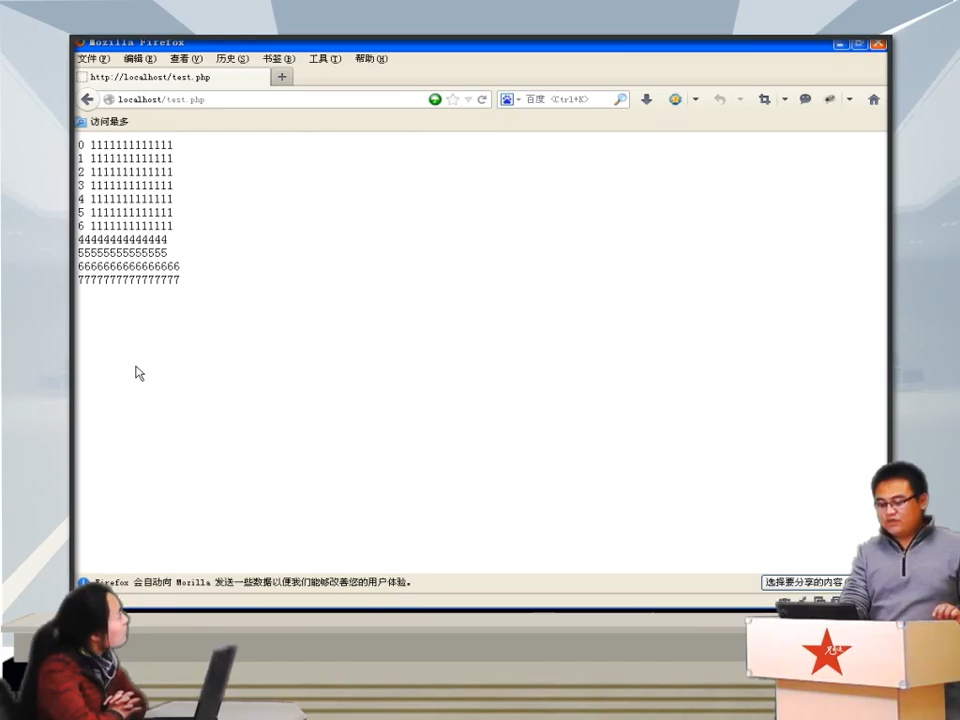 Mozilla Firefox
文件(F) 编辑(E) 查看(V) 历史(S) 书签(B) 工具(T) 帮助(H)
http://localhost/test.php +
localhost/test.php 百度 <Ctrl+K>
访问最多
0 1111111111111
1 1111111111111
2 1111111111111
3 1111111111111
4 1111111111111
5 1111111111111
6 1111111111111
44444444444444
55555555555555
6666666666666666
7777777777777777
Firefox 会自动向 Mozilla 发送一些数据以便我们能够改善您的用户体验。 选择要分享的内容